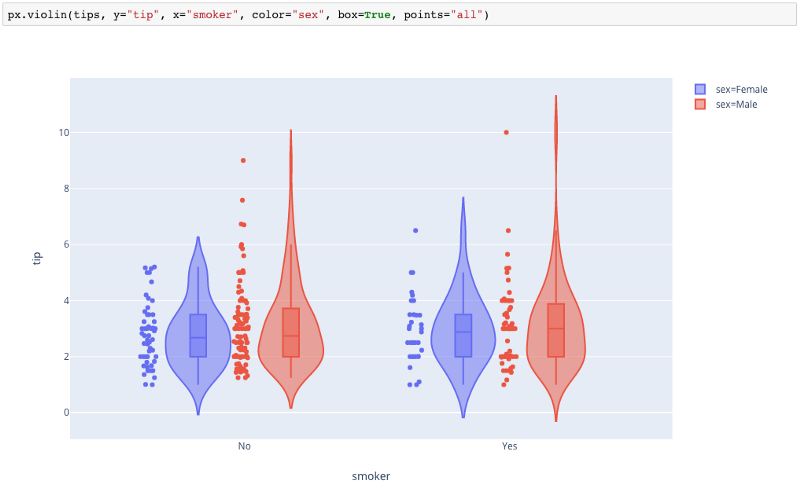 px.violin(tips, y="tip", x="smoker", color="sex", box=True, points="all")
sex=Female
sex=Male
10
8
6
4
2
0
tip
No
Yes
smoker